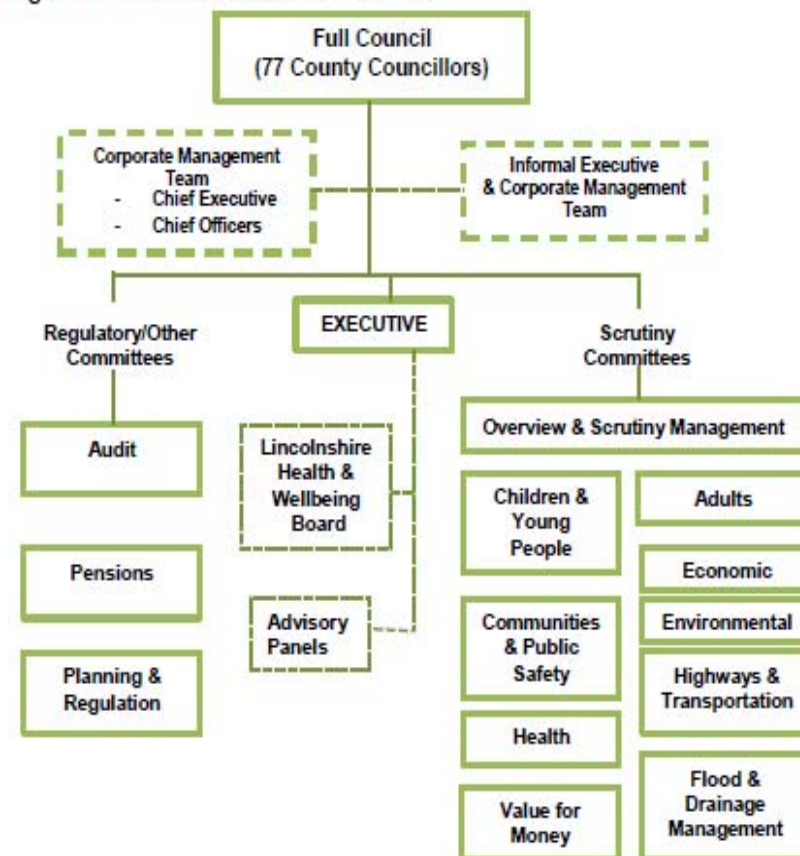 Full Council
(77 County Councillors)
Corporate Management
Team
- Chief Executive
- Chief Officers
Informal Executive
& Corporate Management
Team
Regulatory/Other
Committees
EXECUTIVE
Scrutiny
Committees
Audit
Pensions
Planning &
Regulation
Lincolnshire
Health &
Wellbeing
Board
Advisory
Panels
Overview & Scrutiny Management
Children &
Young
People
Adults
Economic
Communities
& Public
Safety
Environmental
Highways &
Transportation
Health
Value for
Money
Flood &
Drainage
Management